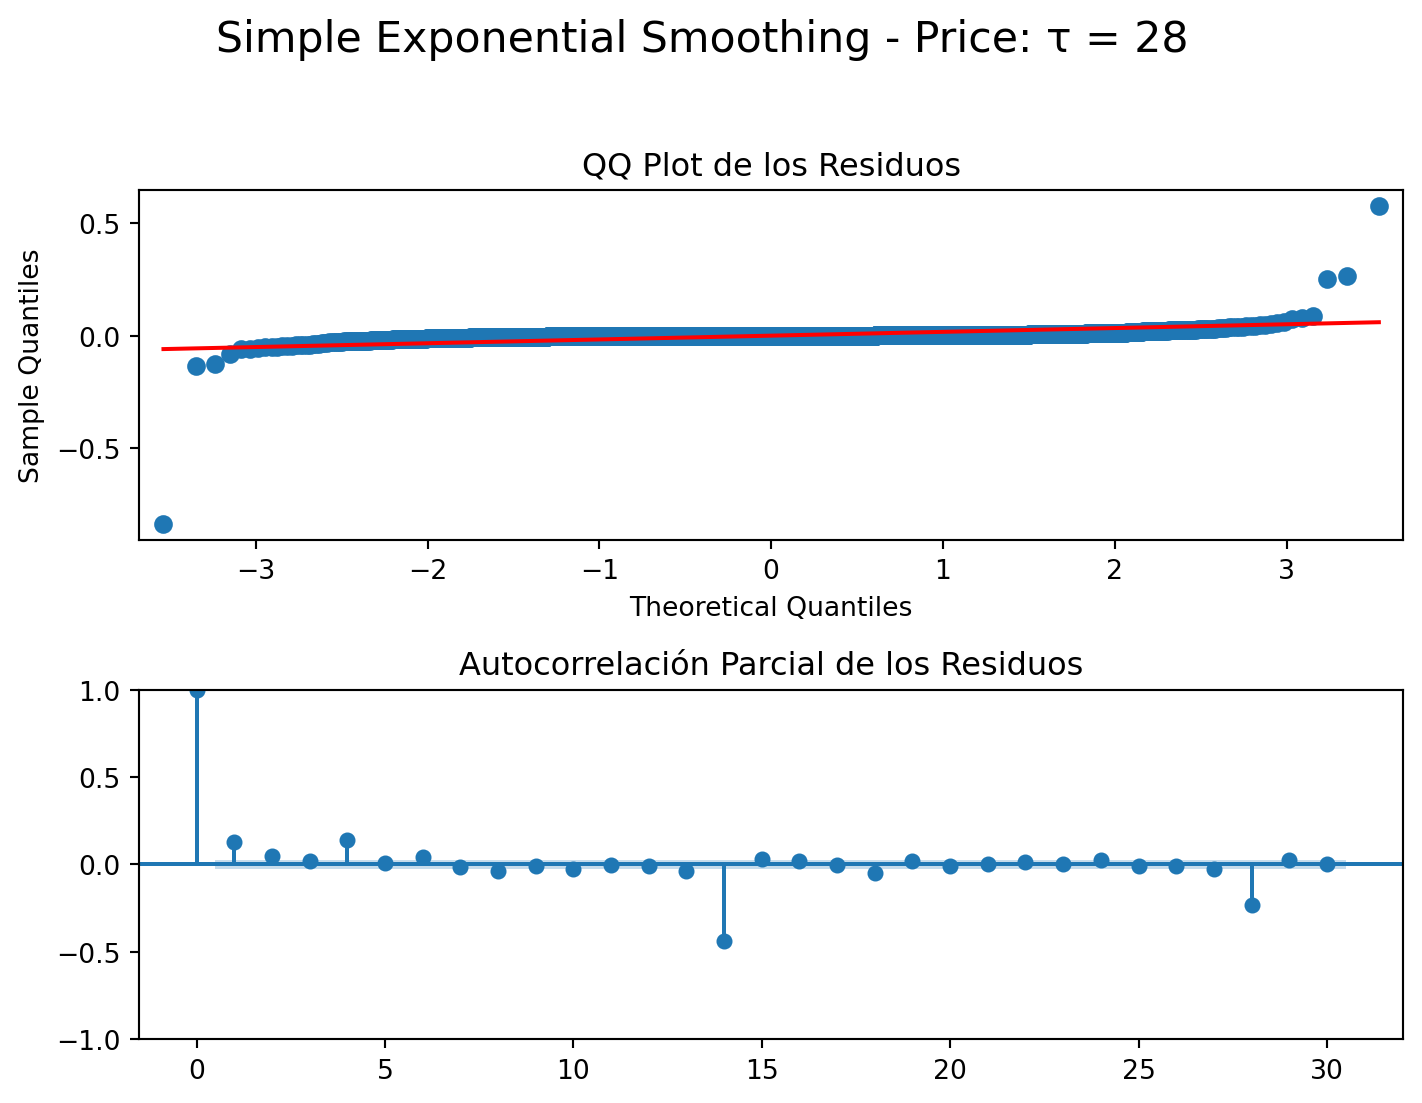 Simple Exponential Smoothing - Price: τ = 28
QQ Plot de los Residuos
0.5
0.0
−0.5
Sample Quantiles
−3 −2 −1 0 1 2 3
Theoretical Quantiles
Autocorrelación Parcial de los Residuos
1.0
0.5
0.0
−0.5
−1.0
0 5 10 15 20 25 30